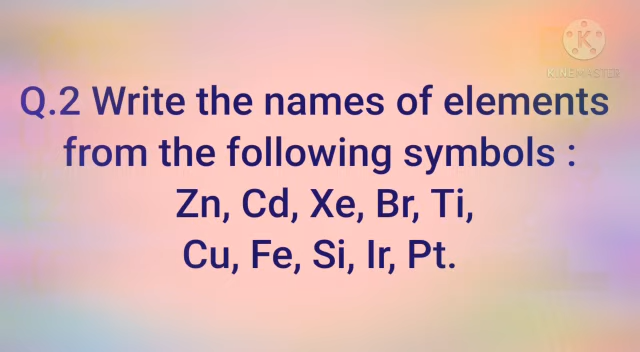 KINEMASTER
Q.2 Write the names of elements
from the following symbols :
Zn, Cd, Xe, Br, Ti,
Cu, Fe, Si, Ir, Pt.